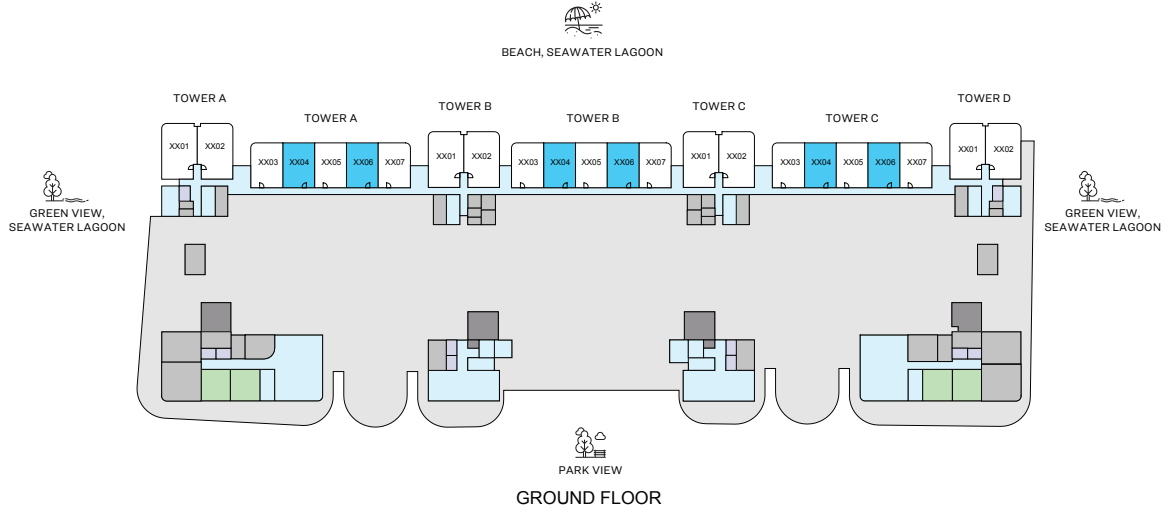 BEACH, SEAWATER LAGOON
TOWER A
TOWER A
TOWER B
TOWER B
TOWER C
TOWER C
TOWER D
XX01 XX02
XX03 XX04 XX05 XX06 XX07
XX01 XX02
XX03 XX04 XX05 XX06 XX07
XX01 XX02
XX03 XX04 XX05 XX06 XX07
XX01 XX02
GREEN VIEW,
SEAWATER LAGOON
GREEN VIEW,
SEAWATER LAGOON
PARK VIEW
GROUND FLOOR